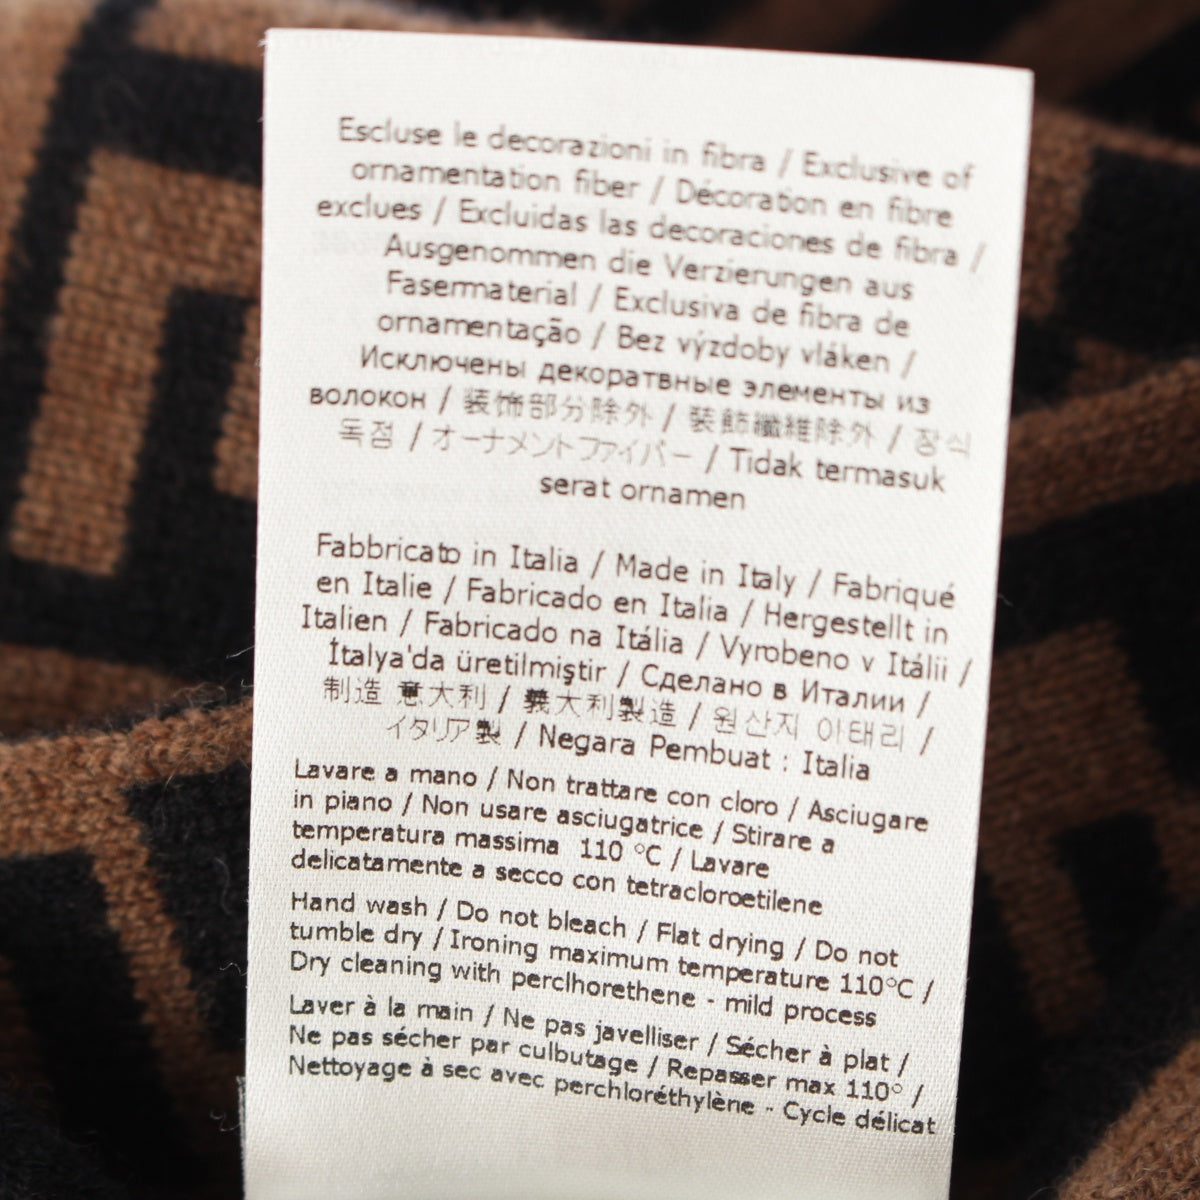 Escluse le decorazioni in fibra / Exclusive of
ornamentation fiber / Décoration en fibre
exclues / Excluidas las decoraciones de fibra /
Ausgenommen die Verzierungen aus
Fasermaterial / Exclusiva de fibra de
ornamentação / Bez výzdoby vláken /
Исключены декоратвные элементы из
волокон / 装饰部分除外 / 裝飾纖維除外 / 장식
독점 / オーナメントファイバー / Tidak termasuk
serat ornamen
Fabbricato in Italia / Made in Italy / Fabriqué
en Italie / Fabricado en Italia / Hergestellt in
Italien / Fabricado na Itália / Vyrobeno v Itálii /
İtalya'da üretilmiştir / Сделано в Италии /
制造 意大利 / 義大利製造 / 원산지 이태리 /
イタリア製 / Negara Pembuat : Italia
Lavare a mano / Non trattare con cloro / Asciugare
in piano / Non usare asciugatrice / Stirare a
temperatura massima 110 °C / Lavare
delicatamente a secco con tetracloroetilene
Hand wash / Do not bleach / Flat drying / Do not
tumble dry / Ironing maximum temperature 110°C /
Dry cleaning with perclhorethene - mild process
Laver à la main / Ne pas javelliser / Sécher à plat /
Ne pas sécher par culbutage / Repasser max 110° /
Nettoyage à sec avec perchloréthylène - Cycle délicat